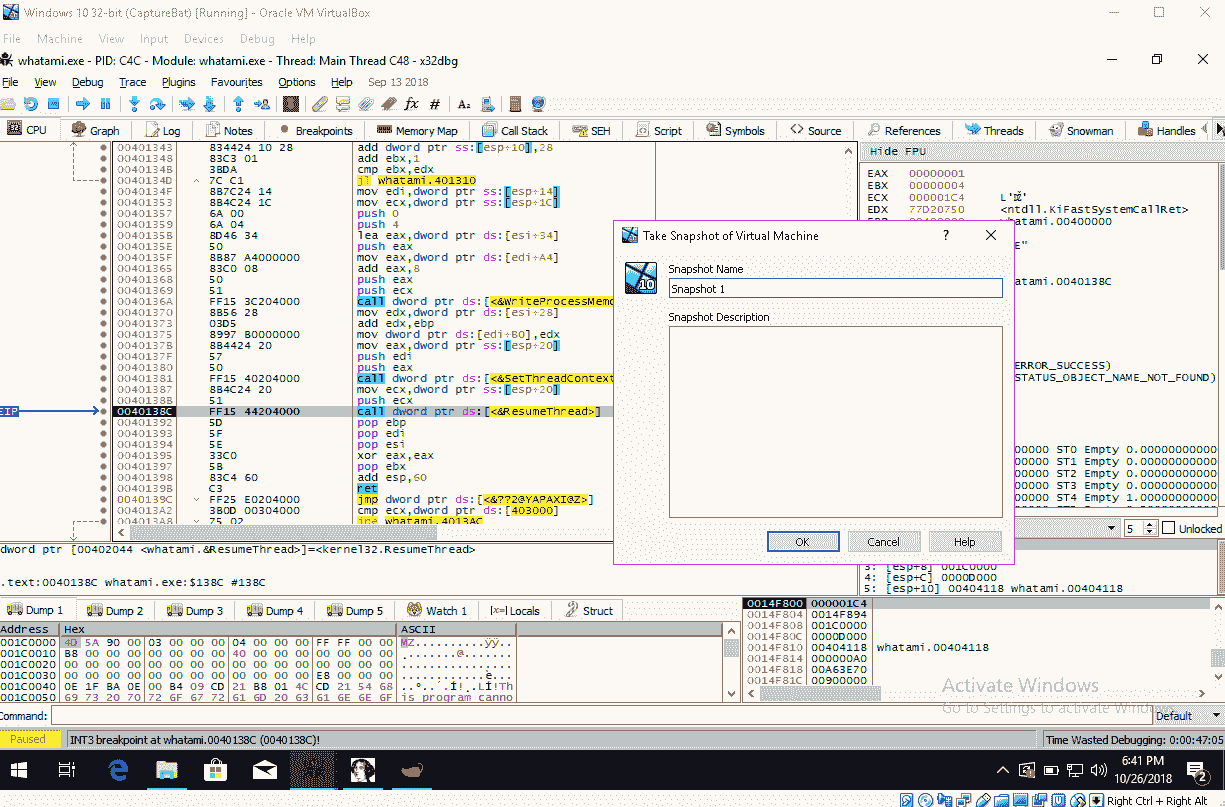 Windows 10 32-bit (CaptureBat) [Running] - Oracle VM VirtualBox
File Machine View Input Devices Debug Help
whatami.exe - PID: C4C - Module: whatami.exe - Thread: Main Thread C48 - x32dbg
File View Debug Trace Plugins Favourites Options Help Sep 13 2018
CPU Graph Log Notes Breakpoints Memory Map Call Stack SEH Script Symbols Source References Threads Snowman Handles
00401343 834424 10 28 add dword ptr ss:[esp+10],28
00401348 83C3 01 add ebx,1
0040134B 3BDA cmp ebx,edx
0040134D 7C C1 jl whatami.401310
0040134F 8B7C24 14 mov edi,dword ptr ss:[esp+14]
00401353 8B4C24 1C mov ecx,dword ptr ss:[esp+1C]
00401357 6A 00 push 0
00401359 6A 04 push 4
0040135B 8D46 34 lea eax,dword ptr ds:[esi+34]
0040135E 50 push eax
0040135F 8B87 A4000000 mov eax,dword ptr ds:[edi+A4]
00401365 83C0 08 add eax,8
00401368 50 push eax
00401369 51 push ecx
0040136A FF15 3C204000 call dword ptr ds:[<&WriteProcessMemo
00401370 8B56 28 mov edx,dword ptr ds:[esi+28]
00401373 03D5 add edx,ebp
00401375 8997 B0000000 mov dword ptr ds:[edi+B0],edx
0040137B 8B4424 20 mov eax,dword ptr ss:[esp+20]
0040137F 57 push edi
00401380 50 push eax
00401381 FF15 40204000 call dword ptr ds:[<&SetThreadContext
00401387 8B4C24 20 mov ecx,dword ptr ss:[esp+20]
0040138B 51 push ecx
EIP 0040138C FF15 44204000 call dword ptr ds:[<&ResumeThread>]
00401392 5D pop ebp
00401393 5F pop edi
00401394 5E pop esi
00401395 33C0 xor eax,eax
00401397 5B pop ebx
00401398 83C4 60 add esp,60
0040139B C3 ret
0040139C FF25 E0204000 jmp dword ptr ds:[<&??2@YAPAXI@Z>]
004013A2 3B0D 00304000 cmp ecx,dword ptr ds:[403000]
004013A8 75 02 jne whatami.4013AC
Hide FPU
EAX 00000001
EBX 00000004
ECX 000001C4
EDX 77D20750 <ntdll.KiFastSystemCallRet>
whatami.00400000
whatami.0040138C
ERROR_SUCCESS)
STATUS_OBJECT_NAME_NOT_FOUND)
00000 ST0 Empty 0.0000000000
00000 ST1 Empty 0.0000000000
00000 ST2 Empty 0.0000000000
00000 ST3 Empty 0.0000000000
00000 ST4 Empty 1.0000000000
5 Unlocked
3: [esp+8] 001C0000
4: [esp+C] 0000D000
5: [esp+10] 00404118 whatami.00404118
Take Snapshot of Virtual Machine ?
Snapshot Name
Snapshot 1
Snapshot Description
OK Cancel Help
dword ptr [00402044 <whatami.&ResumeThread>]=<kernel32.ResumeThread>
.text:0040138C whatami.exe:$138C #138C
Dump 1 Dump 2 Dump 3 Dump 4 Dump 5 Watch 1 [x=] Locals Struct
Address Hex ASCII
001C0000 4D 5A 90 00 03 00 00 00 04 00 00 00 FF FF 00 00 MZ..........ÿÿ..
001C0010 B8 00 00 00 00 00 00 00 40 00 00 00 00 00 00 00 ........@.......
001C0020 00 00 00 00 00 00 00 00 00 00 00 00 00 00 00 00 ................
001C0030 00 00 00 00 00 00 00 00 00 00 00 00 E8 00 00 00 ............è...
001C0040 0E 1F BA 0E 00 B4 09 CD 21 B8 01 4C CD 21 54 68 ..º..´.Í!¸.LÍ!Th
001C0050 69 73 20 70 72 6F 67 72 61 6D 20 63 61 6E 6E 6F is program canno
0014F800 000001C4
0014F804 0014F894
0014F808 001C0000
0014F80C 0000D000
0014F810 00404118 whatami.00404118
0014F814 000000A0
0014F818 00A63E70
0014F81C 00900000
Activate Windows
Go to Settings to activate Windows.
Command: Default
Paused INT3 breakpoint at whatami.0040138C (0040138C)! Time Wasted Debugging: 0:00:47:05
6:41 PM
10/26/2018
2
Right Ctrl + Right Alt